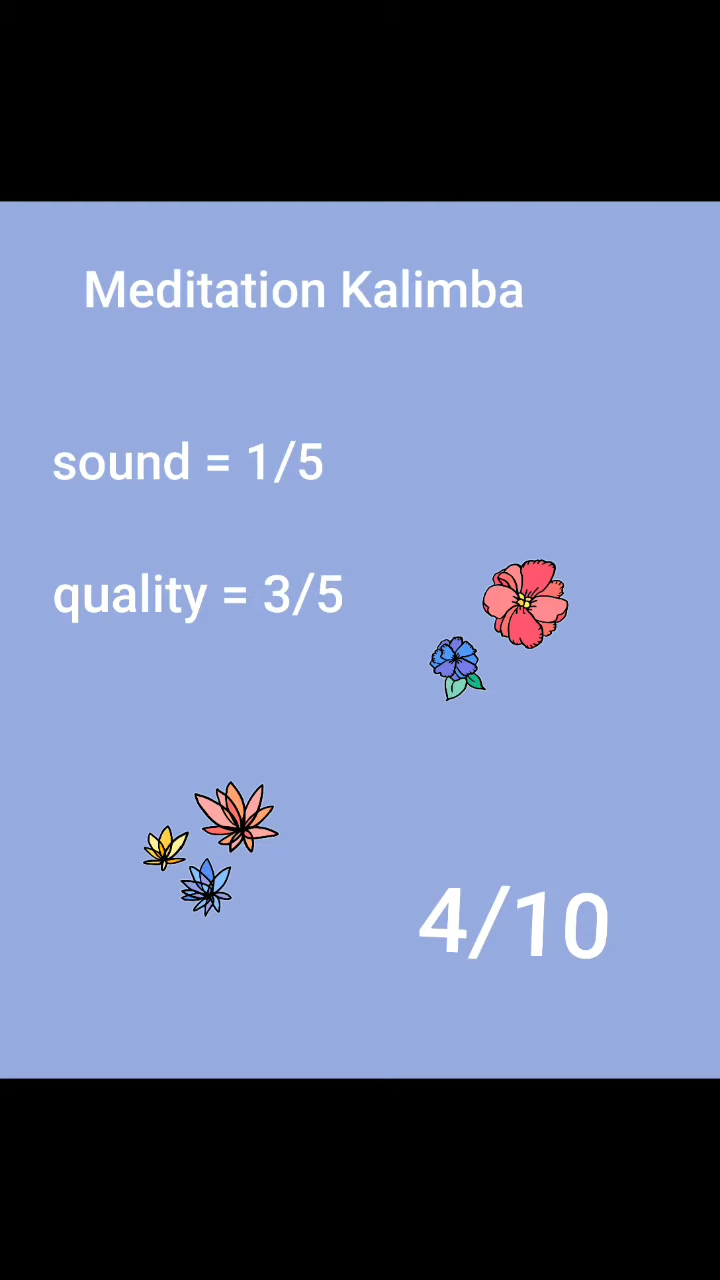 Meditation Kalimba
sound = 1/5
quality = 3/5
4/10